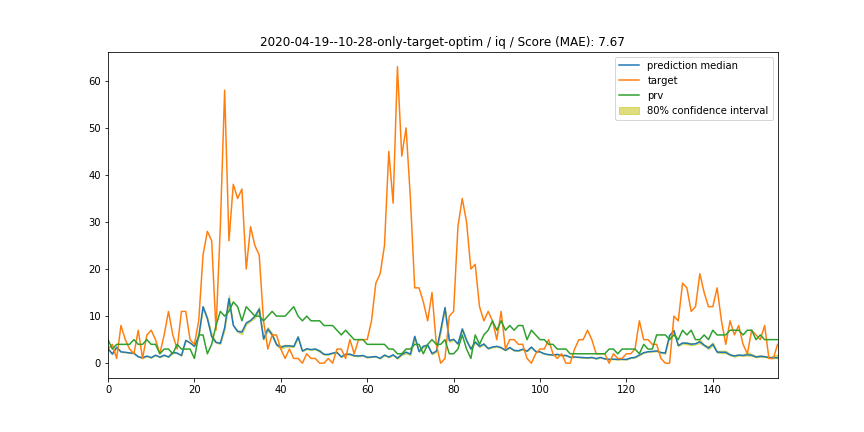 2020-04-19--10-28-only-target-optim / iq / Score (MAE): 7.67
prediction median
target
prv
80% confidence interval
60
50
40
30
20
10
0
0 20 40 60 80 100 120 140